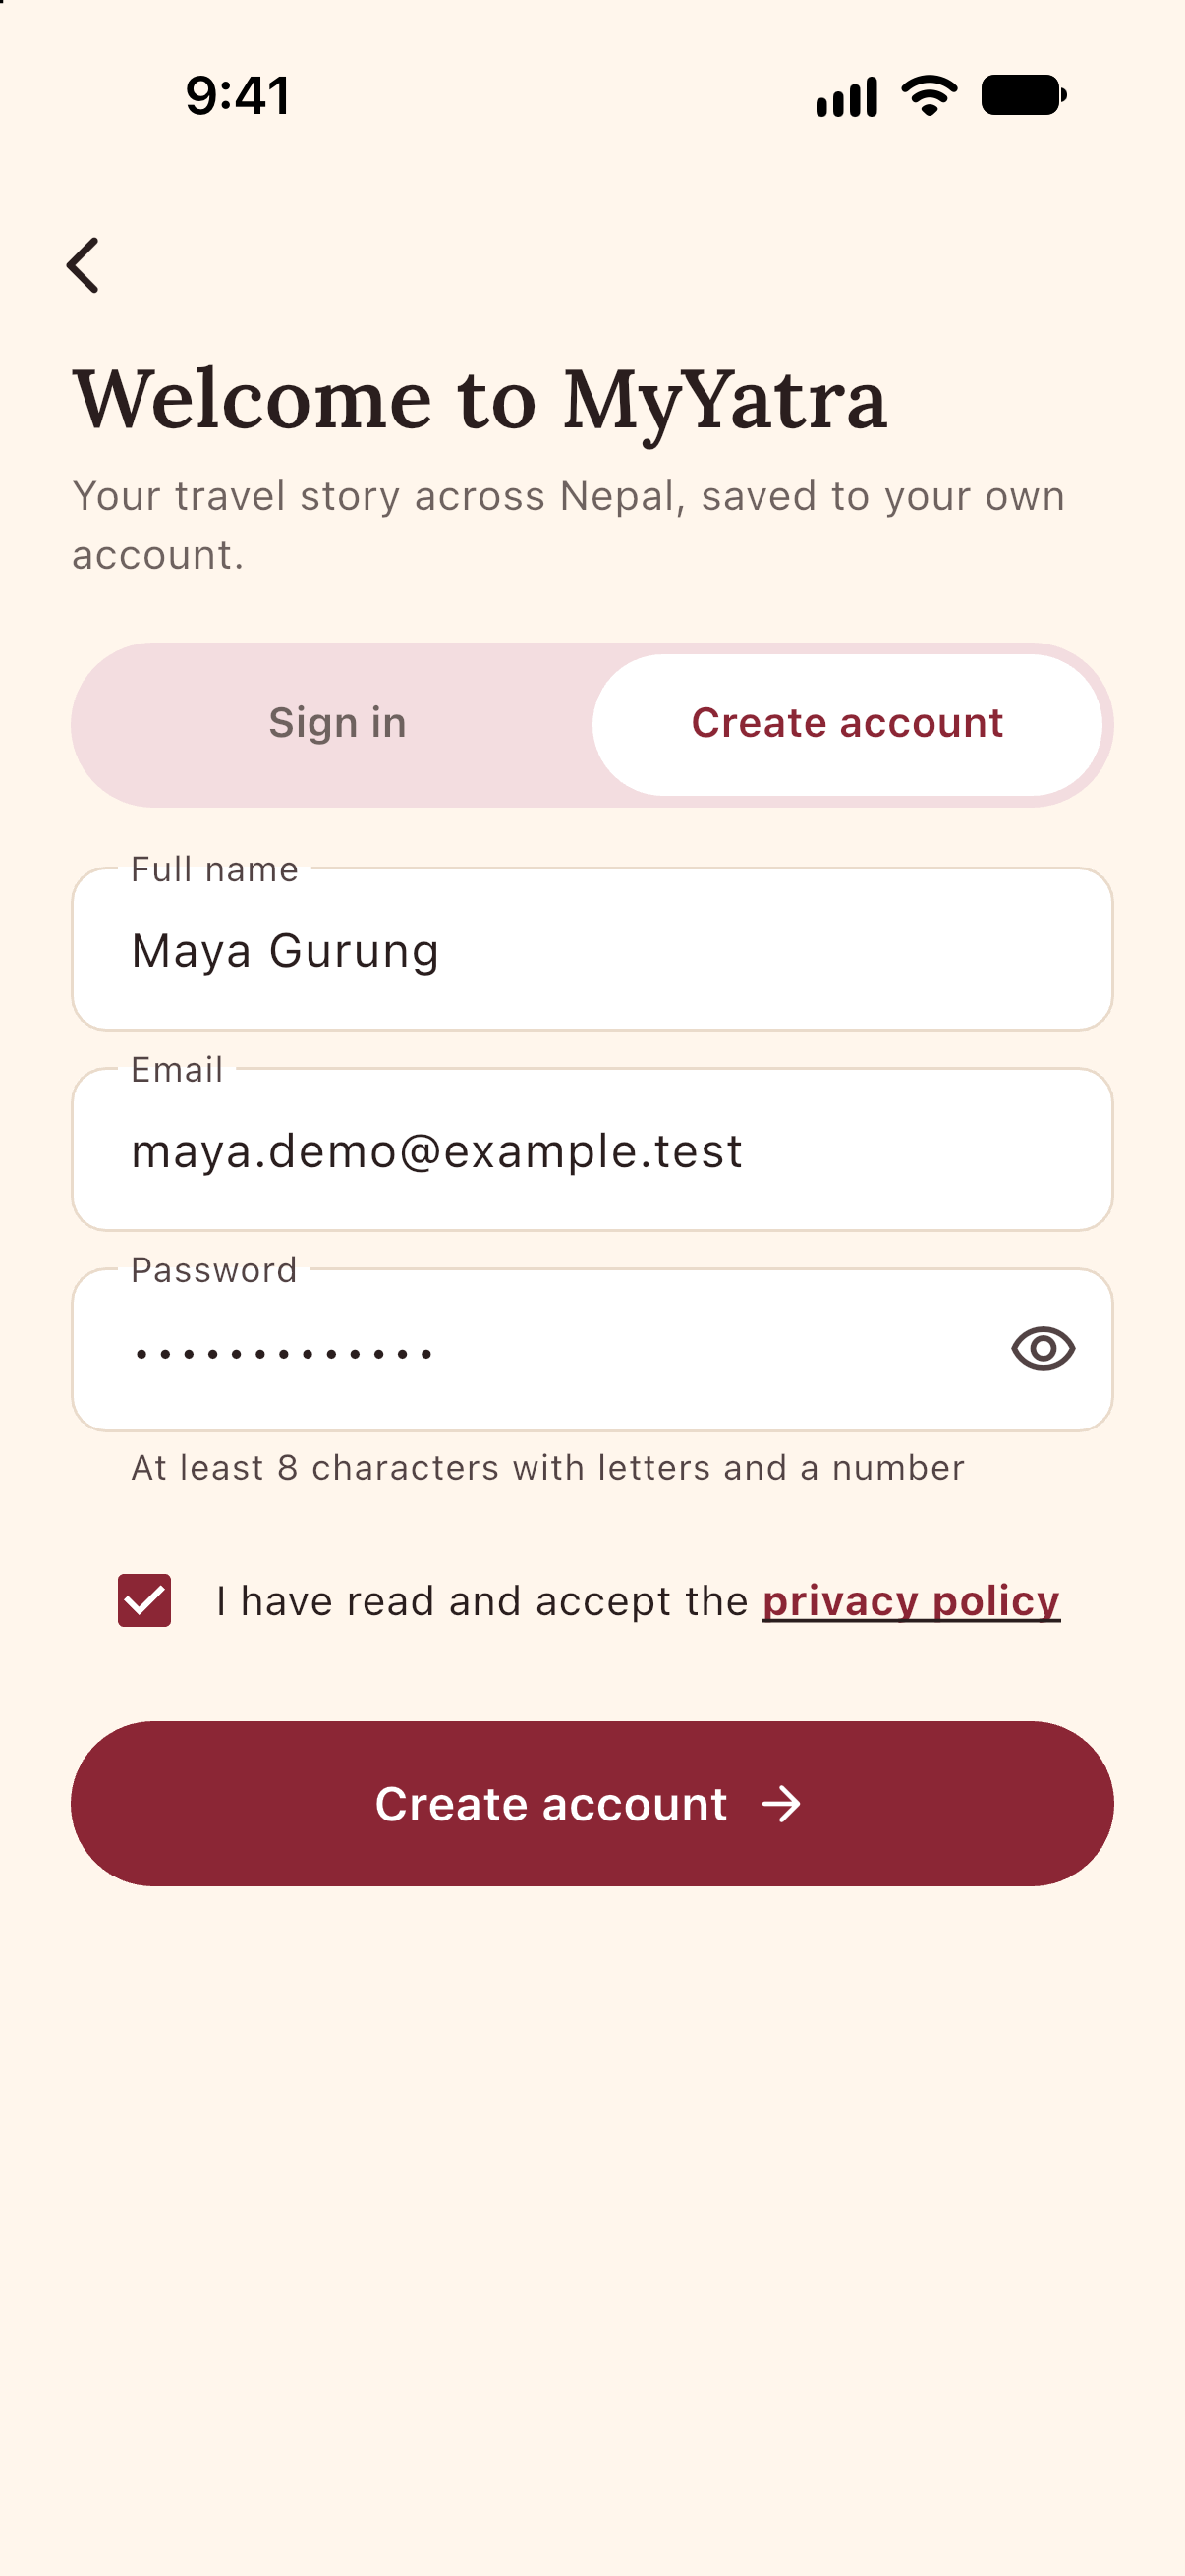 9:41
Welcome to MyYatra
Your travel story across Nepal, saved to your own
account.
Sign in
Create account
Full name
Maya Gurung
Email
maya.demo@example.test
Password
•••••••••••••
At least 8 characters with letters and a number
I have read and accept the privacy policy
Create account →